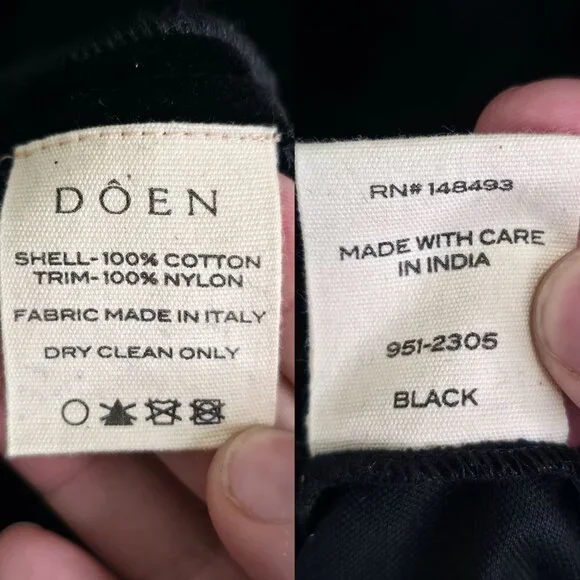 DÔEN
SHELL-100% COTTON
TRIM-100% NYLON
FABRIC MADE IN ITALY
DRY CLEAN ONLY
RN# 148493
MADE WITH CARE
IN INDIA
951-2305
BLACK